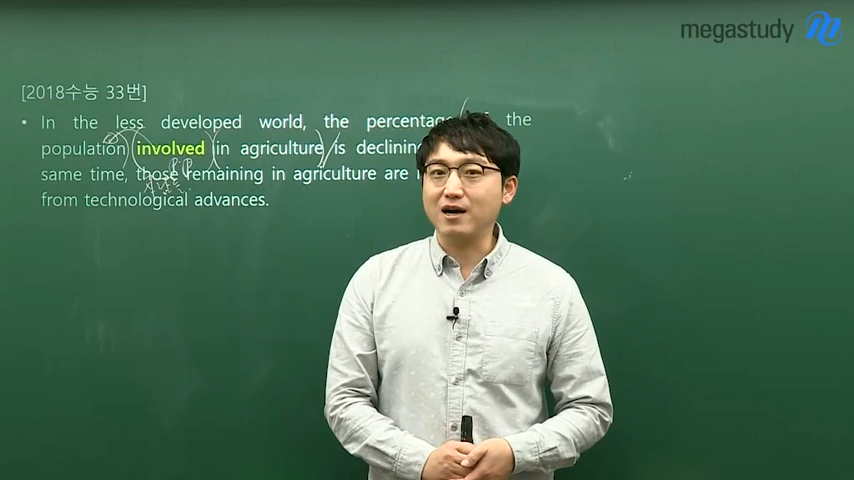 megastudy
[2018수능 33번]
• In the less developed world, the percentage the
population involved in agriculture is declining
same time, those remaining in agriculture are
from technological advances.
P.P